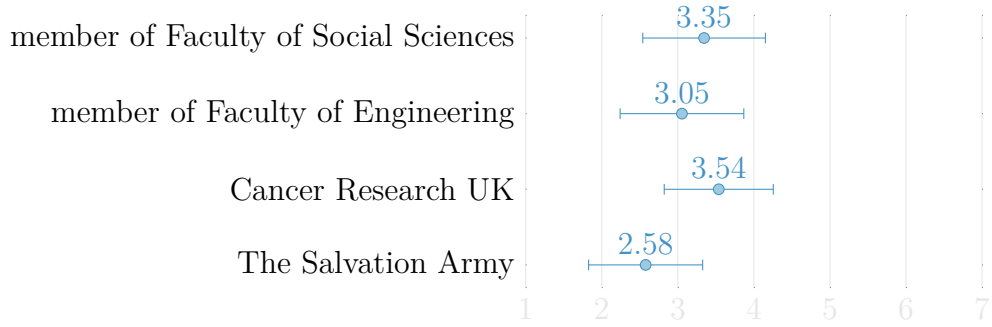 3.35
member of Faculty of Social Sciences
3.05
member of Faculty of Engineering
3.54
Cancer Research UK
2.58
The Salvation Army
1 2 3 4 5 6 7